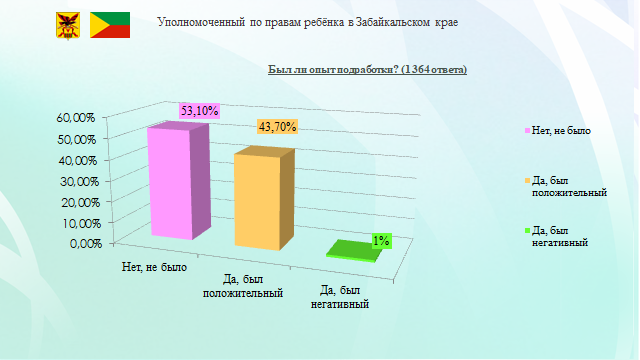 Уполномоченный по правам ребёнка в Забайкальском крае
Был ли опыт подработки? (1364 ответа)
60,00%
50,00%
40,00%
30,00%
20,00%
10,00%
0,00%
53,10%
43,70%
1%
Нет, не было
Да, был
положительный
Да, был
негативный
Нет, не было
Да, был
положительный
Да, был
негативный